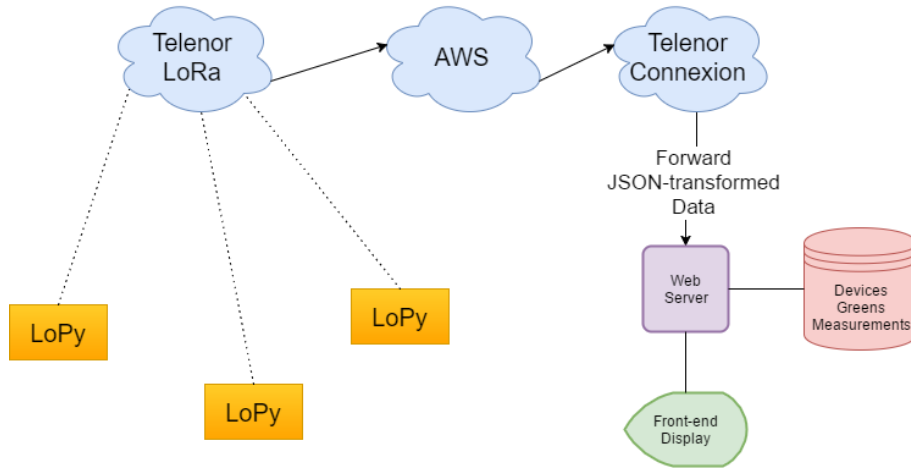 Telenor
LoRa
AWS
Telenor
Connexion
Forward
JSON-transformed
Data
Web
Server
Devices
Greens
Measurements
LoPy
LoPy
LoPy
Front-end
Display